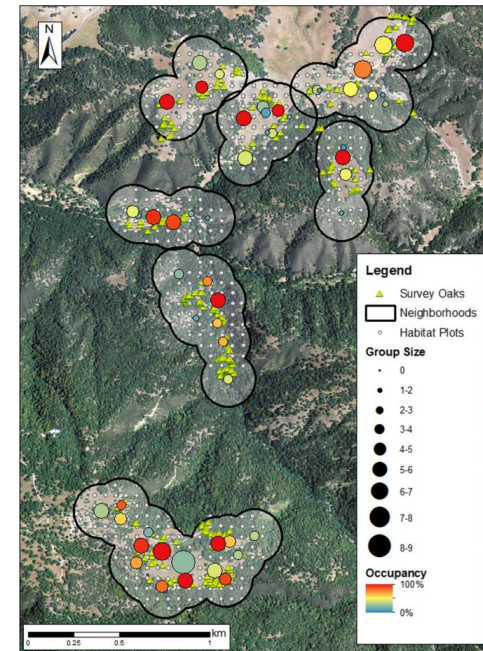 N
Legend
Survey Oaks
Neighborhoods
Habitat Plots
Group Size
0
1-2
2-3
3-4
4-5
5-6
6-7
7-8
8-9
Occupancy
100%
0%
km
0 0.25 0.5 1